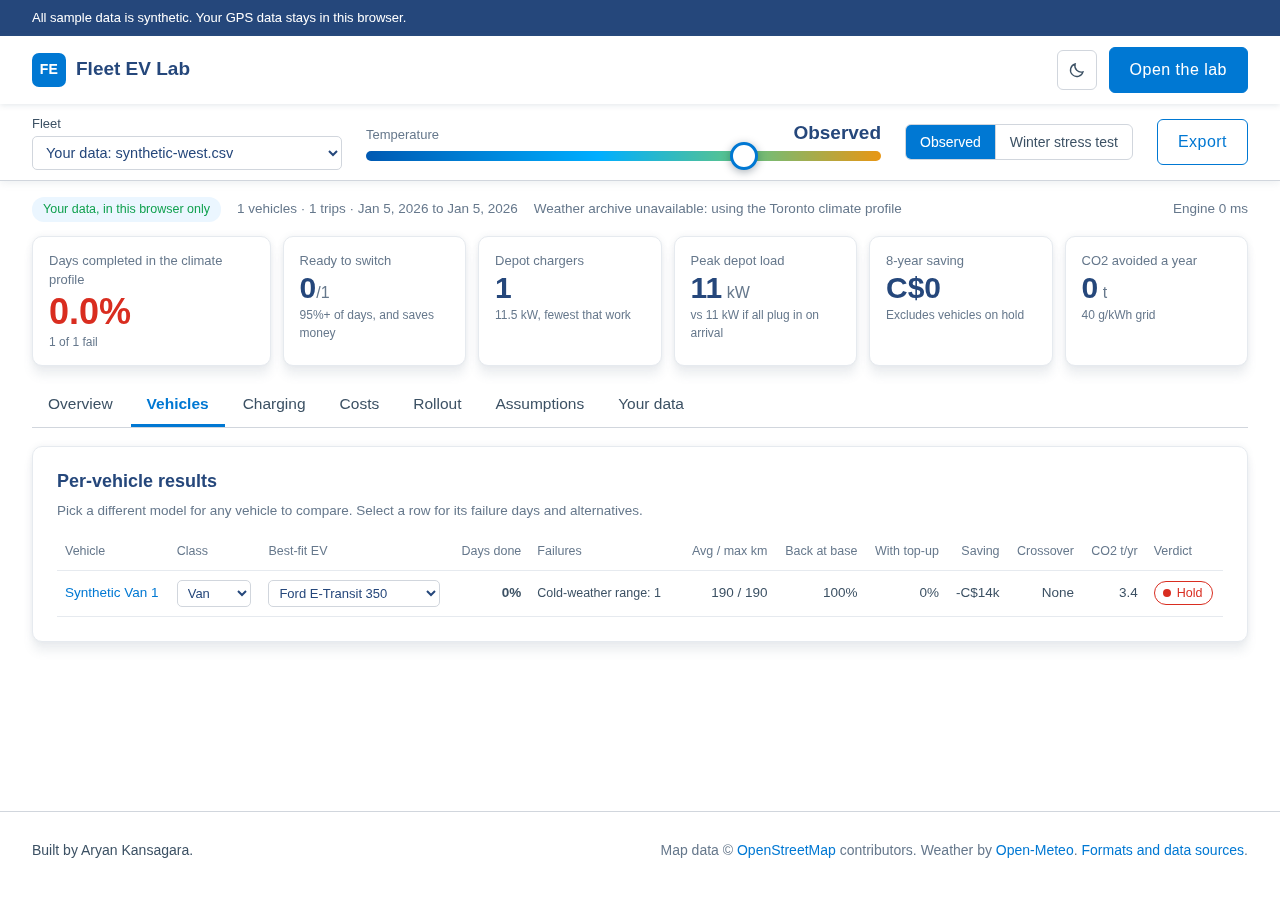 All sample data is synthetic. Your GPS data stays in this browser.
FE
Fleet EV Lab
Open the lab
Fleet
Your data: synthetic-west.csv
Temperature
Observed
Observed
Winter stress test
Export
Your data, in this browser only
1 vehicles · 1 trips · Jan 5, 2026 to Jan 5, 2026
Weather archive unavailable: using the Toronto climate profile
Engine 0 ms
Days completed in the climate
profile
0.0%
1 of 1 fail
Ready to switch
0/1
95%+ of days, and saves
money
Depot chargers
1
11.5 kW, fewest that work
Peak depot load
11 kW
vs 11 kW if all plug in on
arrival
8-year saving
C$0
Excludes vehicles on hold
CO2 avoided a year
0 t
40 g/kWh grid
Overview Vehicles Charging Costs Rollout Assumptions Your data
Per-vehicle results
Pick a different model for any vehicle to compare. Select a row for its failure days and alternatives.
Vehicle Class Best-fit EV Days done Failures Avg / max km Back at base With top-up Saving Crossover CO2 t/yr Verdict
Synthetic Van 1 Van Ford E-Transit 350 0% Cold-weather range: 1 190 / 190 100% 0% -C$14k None 3.4 Hold
Built by Aryan Kansagara.
Map data © OpenStreetMap contributors. Weather by Open-Meteo. Formats and data sources.